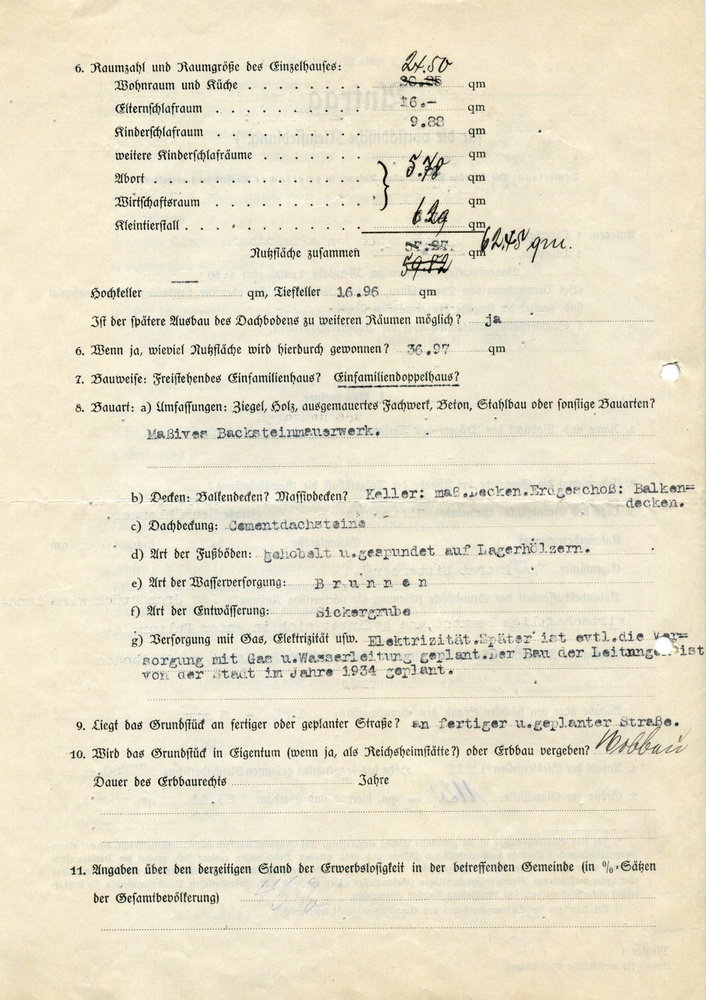 6. Raumzahl und Raumgröße des Einzelhauses:
24.50
Wohnraum und Küche . . . . . . . . . qm
Elternschlafraum . . . . . . . . . . . 16.- qm
Kinderschlafraum . . . . . . . . . . . 9.88 qm
weitere Kinderschlafräume . . . . . . . qm
Abort . . . . . . . . . . . . . . . } 5.78 qm
Wirtschaftsraum . . . . . . . . . . . qm
Kleintierstall . . . . . . . . . . . . . 6.29 qm
Nutzfläche zusammen 57.27. qm 62.45 qm.
59.82
Hochkeller — qm, Tiefkeller 16.96 qm
Ist der spätere Ausbau des Dachbodens zu weiteren Räumen möglich? ja
6. Wenn ja, wieviel Nutzfläche wird hierdurch gewonnen? 36.97 qm
7. Bauweise: Freistehendes Einfamilienhaus? Einfamiliendoppelhaus?
8. Bauart: a) Umfassungen: Ziegel, Holz, ausgemauertes Fachwerk, Beton, Stahlbau oder sonstige Bauarten?
Maßives Backsteinmauerwerk.
b) Decken: Balkendecken? Massivdecken? Keller: maß.Decken.Erdgeschoß: Balken=
decken.
c) Dachdeckung: Cementdachsteine
d) Art der Fußböden: gehobelt u.gespundet auf Lagerhölzern.
e) Art der Wasserversorgung: B r u n n e n
f) Art der Entwässerung: Sickergrube
g) Versorgung mit Gas, Elektrizität usw. Elektrizität.Später ist evtl.die Ver=
sorgung mit Gas u.Wasserleitung geplant.Der Bau der Leitungen ist
von der Stadt im Jahre 1934 geplant.
9. Liegt das Grundstück an fertiger oder geplanter Straße? an fertiger u.geplanter Straße.
10. Wird das Grundstück in Eigentum (wenn ja, als Reichsheimstätte?) oder Erbbau vergeben?
Dauer des Erbbaurechts Jahre
11. Angaben über den derzeitigen Stand der Erwerbslosigkeit in der betreffenden Gemeinde (in %-Sätzen
der Gesamtbevölkerung)